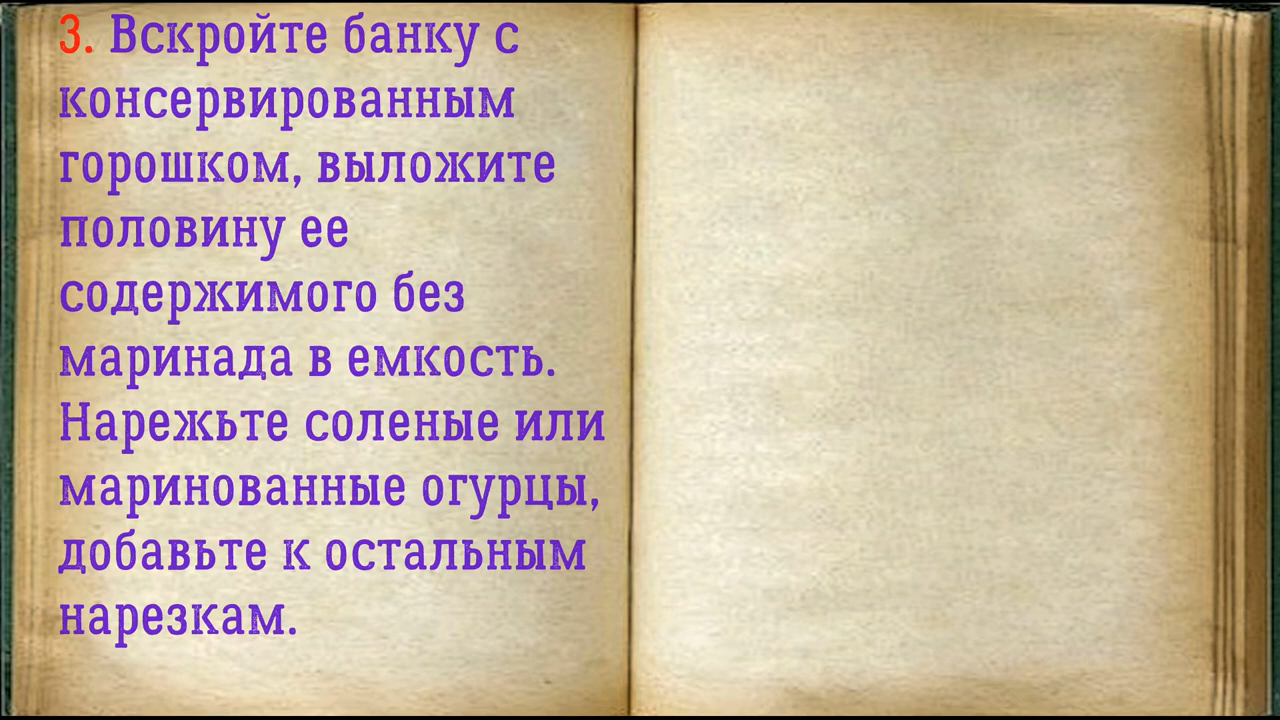 3. Вскройте банку с
консервированным
горошком, выложите
половину ее
содержимого без
маринада в емкость.
Нарежьте соленые или
маринованные огурцы,
добавьте к остальным
нарезкам.